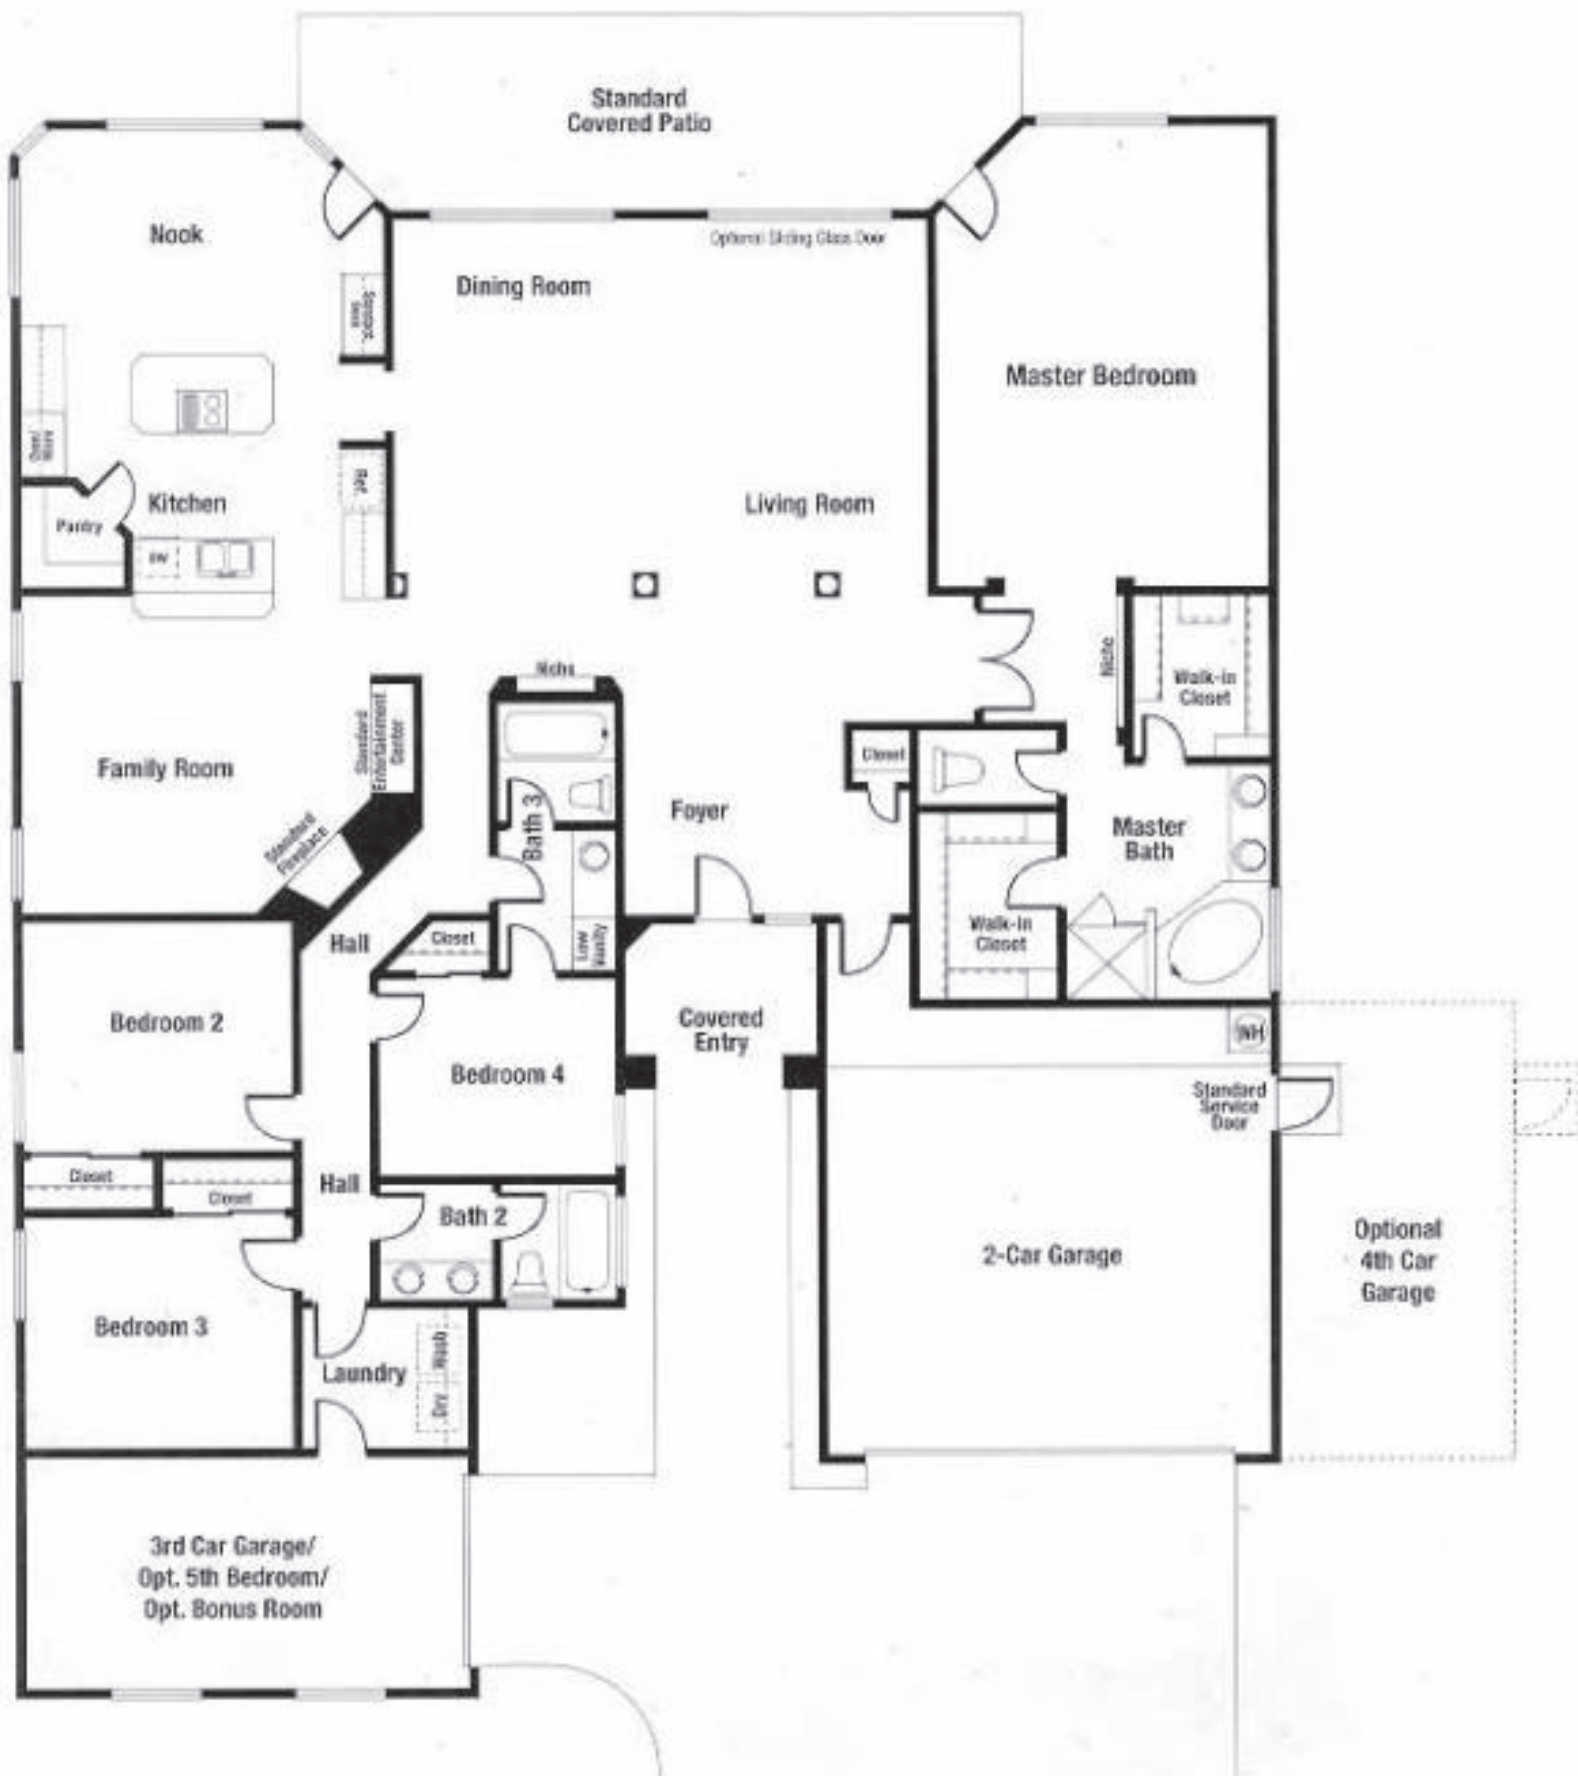 Standard
Covered Patio
Nook
Optional Sliding Glass Door
Dining Room
Master Bedroom
Oven/
Micro
Kitchen
Ref.
Living Room
Pantry
DW
Niche
Niche
Walk-in
Closet
Standard
Entertainment
Center
Family Room
Closet
Foyer
Bath 3
Master
Bath
Standard
Fireplace
Hall
Closet
Low
Vanity
Walk-In
Closet
Bedroom 2
Covered
Entry
WH
Bedroom 4
Standard
Service
Door
Closet
Closet
Hall
Bath 2
2-Car Garage
Optional
4th Car
Garage
Bedroom 3
Wash
Laundry
Dry
3rd Car Garage/
Opt. 5th Bedroom/
Opt. Bonus Room